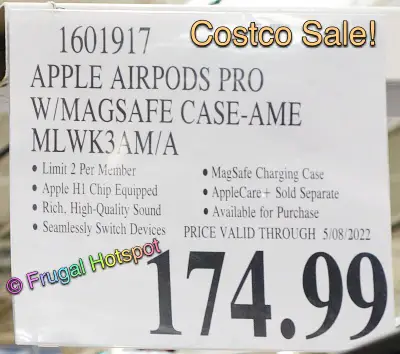 Costco Sale!
1601917
APPLE AIRPODS PRO
W/MAGSAFE CASE-AME
MLWK3AM/A
• Limit 2 Per Member
• Apple H1 Chip Equipped
• Rich, High-Quality Sound
• Seamlessly Switch Devices
• MagSafe Charging Case
• AppleCare+ Sold Separate
• Available for Purchase
PRICE VALID THROUGH 5/08/2022
174.99
© Frugal Hotspot